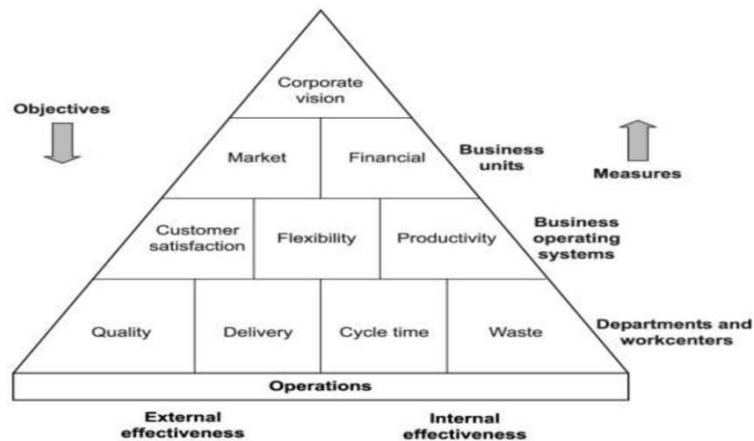 Corporate
vision
Objectives
Market
Financial
Business
units
Measures
Customer
satisfaction
Flexibility
Productivity
Business
operating
systems
Quality
Delivery
Cycle time
Waste
Departments and
workcenters
Operations
External
effectiveness
Internal
effectiveness